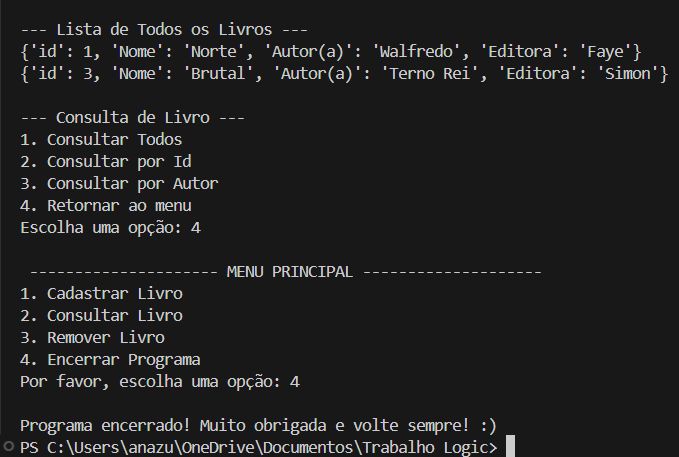 --- Lista de Todos os Livros ---
{'id': 1, 'Nome': 'Norte', 'Autor(a)': 'Walfredo', 'Editora': 'Faye'}
{'id': 3, 'Nome': 'Brutal', 'Autor(a)': 'Terno Rei', 'Editora': 'Simon'}

--- Consulta de Livro ---
1. Consultar Todos
2. Consultar por Id
3. Consultar por Autor
4. Retornar ao menu
Escolha uma opção: 4

--------------------- MENU PRINCIPAL --------------------
1. Cadastrar Livro
2. Consultar Livro
3. Remover Livro
4. Encerrar Programa
Por favor, escolha uma opção: 4

Programa encerrado! Muito obrigada e volte sempre! :)
PS C:\Users\anazu\OneDrive\Documentos\Trabalho Logic>